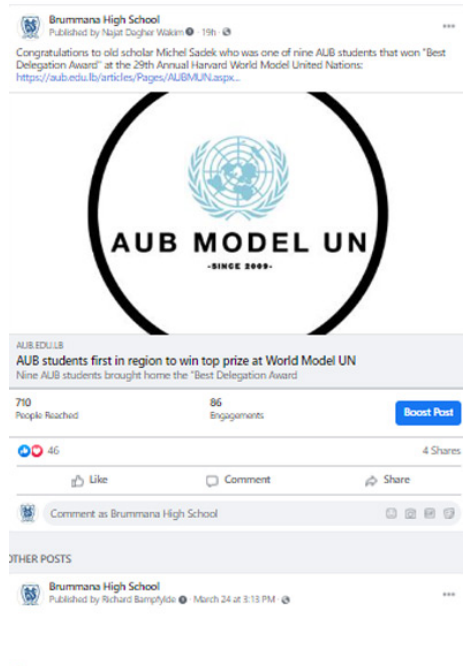 Brummana High School
Published by Najat Dagher Wakim · 19h ·
Congratulations to old scholar Michel Sadek who was one of nine AUB students that won "Best
Delegation Award" at the 29th Annual Harvard World Model United Nations:
https://aub.edu.lb/articles/Pages/AUBMUN.aspx...
AUB MODEL UN
-SINCE 2009-
AUB.EDU.LB
AUB students first in region to win top prize at World Model UN
Nine AUB students brought home the "Best Delegation Award
710
People Reached
86
Engagements
Boost Post
46
4 Shares
Like
Comment
Share
Comment as Brummana High School
OTHER POSTS
Brummana High School
Published by Richard Bampfylde · March 24 at 3:13 PM ·